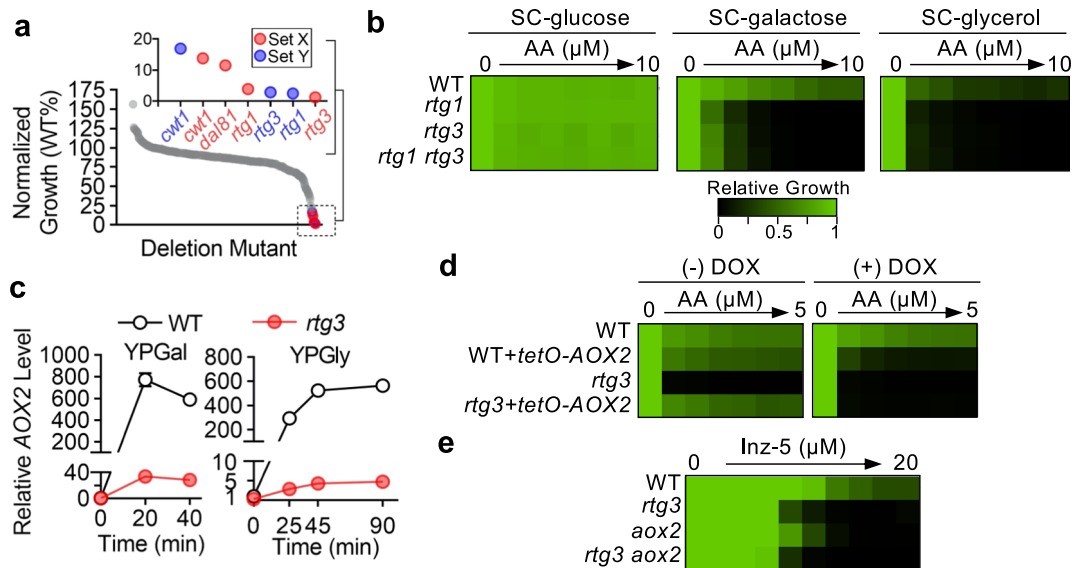 a
Normalized
Growth (WT%)
175
150
125
100
75
50
25
0
20
10
0
Set X
Set Y
cwt1
cwt1
dal81
rtg1
rtg3
rtg1
rtg3
Deletion Mutant
b
SC-glucose
SC-galactose
SC-glycerol
0 AA (µM) 10
0 AA (µM) 10
0 AA (µM) 10
WT
rtg1
rtg3
rtg1 rtg3
Relative Growth
0 0.5 1
c
WT
rtg3
Relative AOX2 Level
YPGal
1000
800
600
400
200
40
0
0 20 40
Time (min)
YPGly
800
600
400
200
10
5
1
0 25 45 90
Time (min)
d
(-) DOX
(+) DOX
0 AA (µM) 5
0 AA (µM) 5
WT
WT+tetO-AOX2
rtg3
rtg3+tetO-AOX2
e
Inz-5 (µM)
0 20
WT
rtg3
aox2
rtg3 aox2